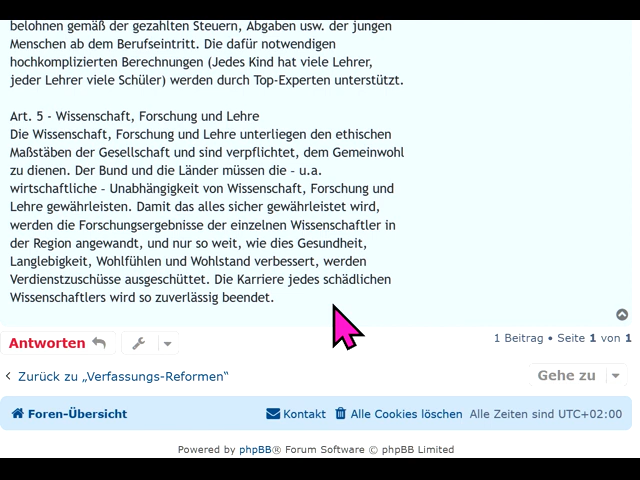 belohnen gemäß der gezahlten Steuern, Abgaben usw. der jungen
Menschen ab dem Berufseintritt. Die dafür notwendigen
hochkomplizierten Berechnungen (Jedes Kind hat viele Lehrer,
jeder Lehrer viele Schüler) werden durch Top-Experten unterstützt.
Art. 5 - Wissenschaft, Forschung und Lehre
Die Wissenschaft, Forschung und Lehre unterliegen den ethischen
Maßstäben der Gesellschaft und sind verpflichtet, dem Gemeinwohl
zu dienen. Der Bund und die Länder müssen die - u.a.
wirtschaftliche - Unabhängigkeit von Wissenschaft, Forschung und
Lehre gewährleisten. Damit das alles sicher gewährleistet wird,
werden die Forschungsergebnisse der einzelnen Wissenschaftler in
der Region angewandt, und nur so weit, wie dies Gesundheit,
Langlebigkeit, Wohlfühlen und Wohlstand verbessert, werden
Verdienstzuschüsse ausgeschüttet. Die Karriere jedes schädlichen
Wissenschaftlers wird so zuverlässig beendet.
Antworten
1 Beitrag • Seite 1 von 1
Zurück zu „Verfassungs-Reformen“
Gehe zu
Foren-Übersicht
Kontakt
Alle Cookies löschen
Alle Zeiten sind UTC+02:00
Powered by phpBB® Forum Software © phpBB Limited